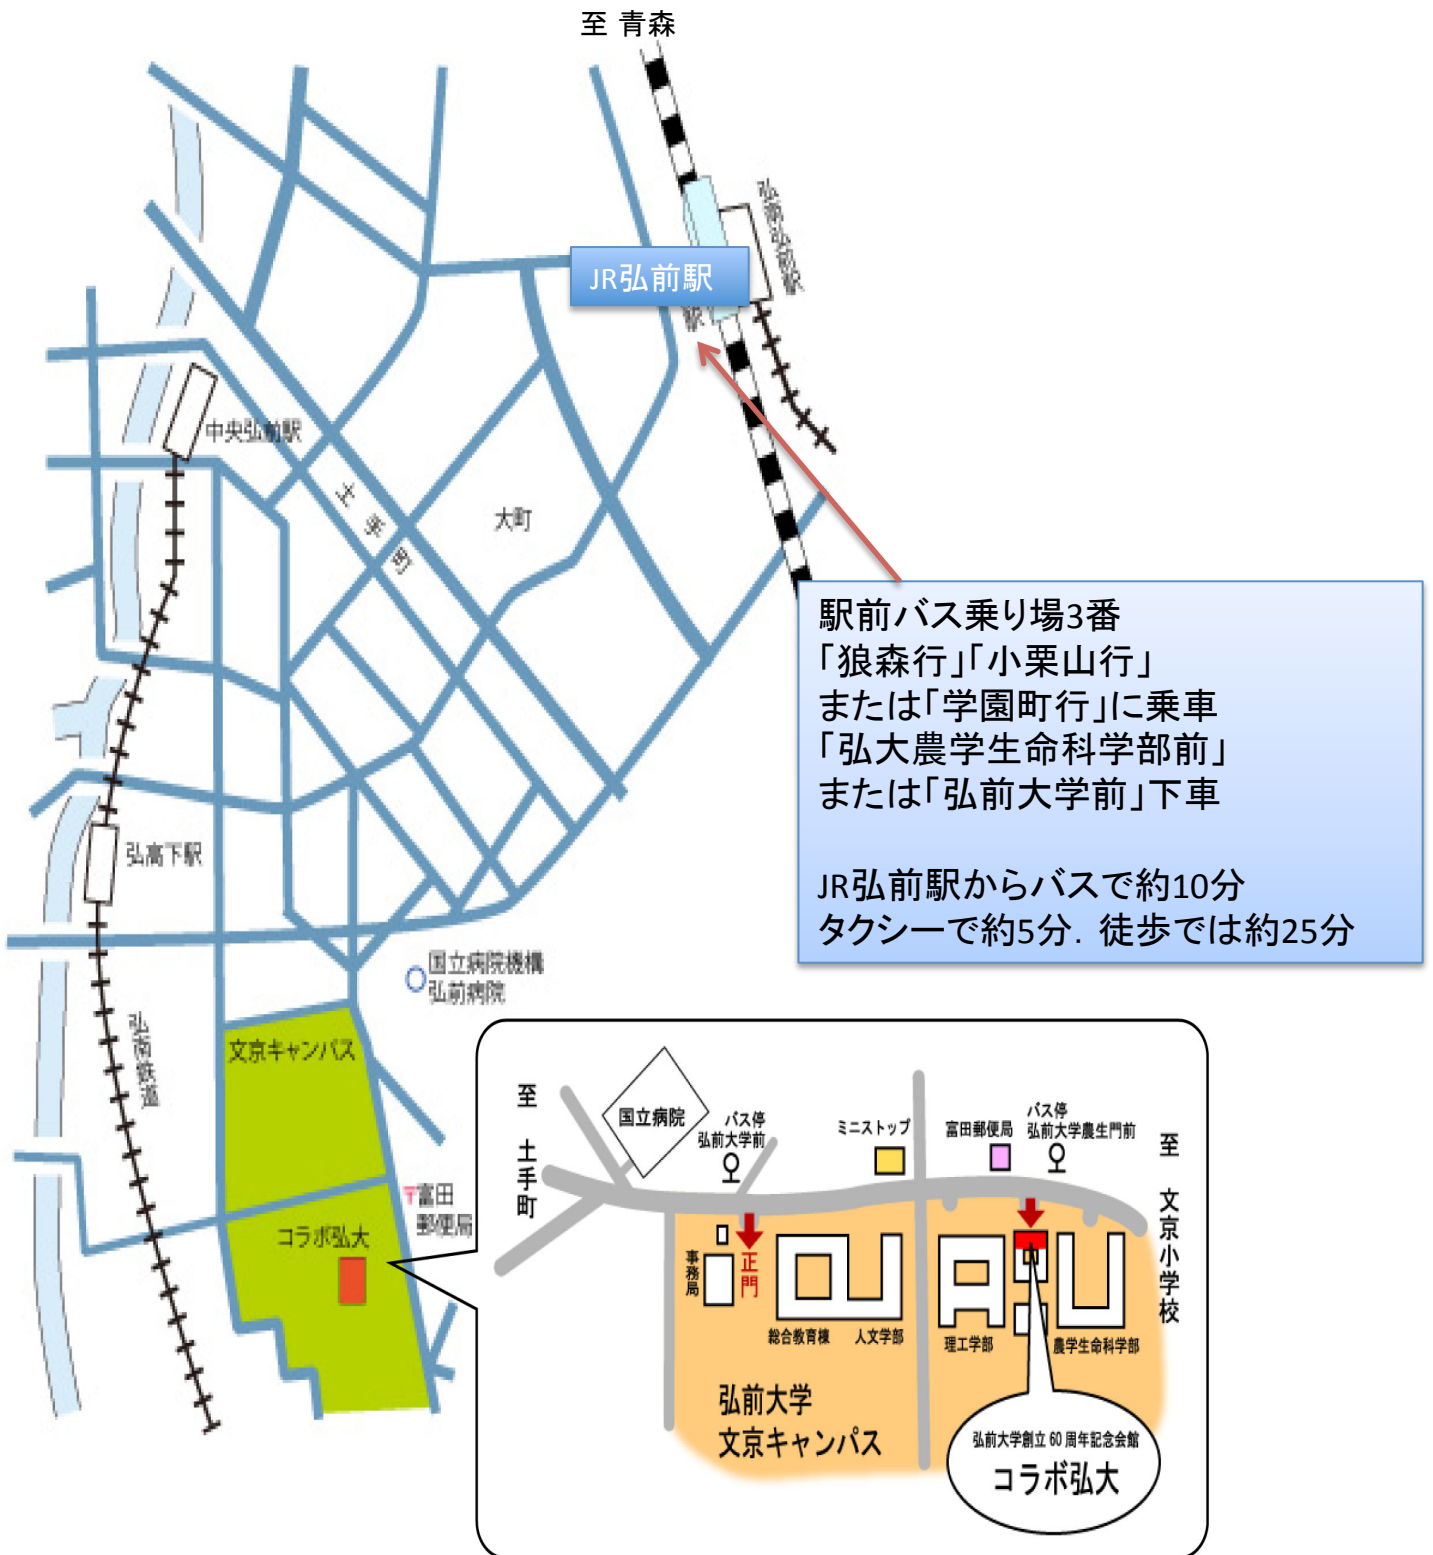 至 青森
弘南弘前駅
JR弘前駅
駅
中央弘前駅
土手町
大町
駅前バス乗り場3番
「狼森行」「小栗山行」
または「学園町行」に乗車
「弘大農学生命科学部前」
または「弘前大学前」下車
JR弘前駅からバスで約10分
タクシーで約5分．徒歩では約25分
弘高下駅
国立病院機構
弘前病院
弘南鉄道
文京キャンパス
〒富田
郵便局
コラボ弘大
至 土手町
国立病院
バス停
弘前大学前
ミニストップ
富田郵便局
バス停
弘前大学農生門前
至 文京小学校
事務局
正門
総合教育棟
人文学部
理工学部
農学生命科学部
弘前大学
文京キャンパス
弘前大学創立60周年記念会館
コラボ弘大